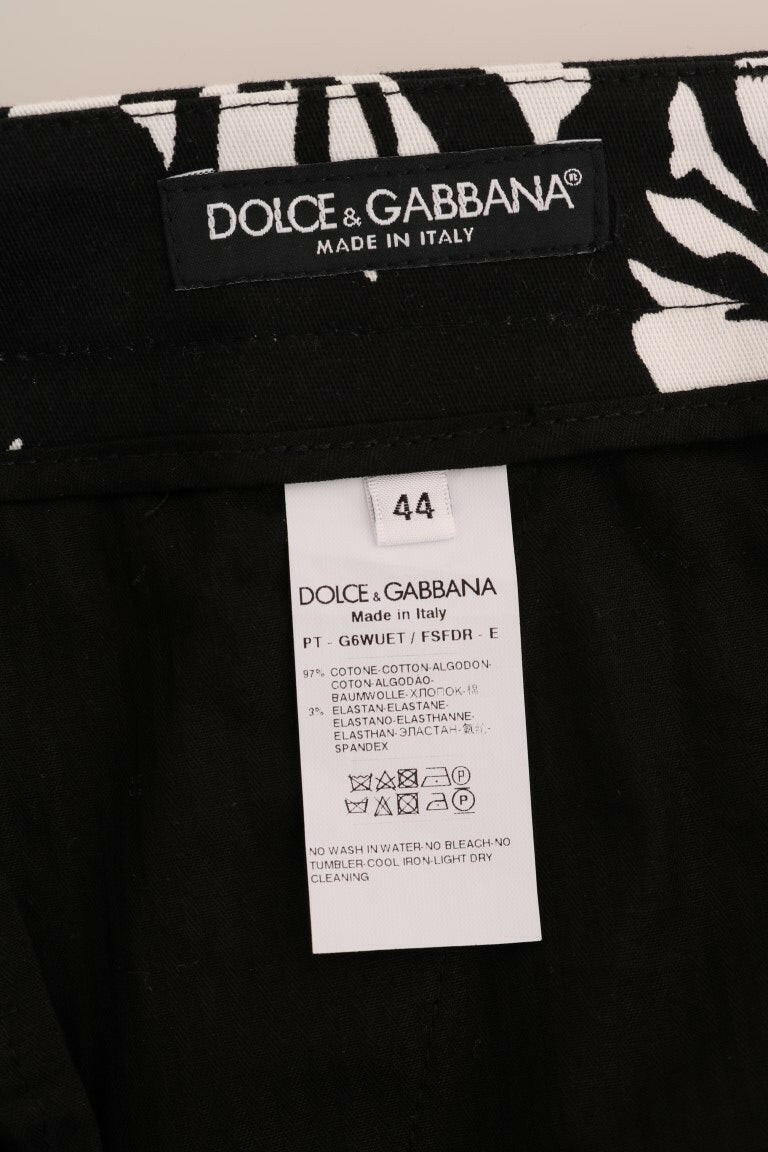 DOLCE & GABBANA®
MADE IN ITALY
44
DOLCE & GABBANA
Made in Italy
PT - G6WUET / FSFDR - E
97% COTONE-COTTON-ALGODON-
COTON-ALGODAO-
BAUMWOLLE-ХЛОПОК-棉
3% ELASTAN-ELASTANE-
ELASTANO-ELASTHANNE-
ELASTHAN-ЭЛАСТАН-氨纶-
SPANDEX
P
P
NO WASH IN WATER-NO BLEACH-NO
TUMBLER-COOL IRON-LIGHT DRY
CLEANING